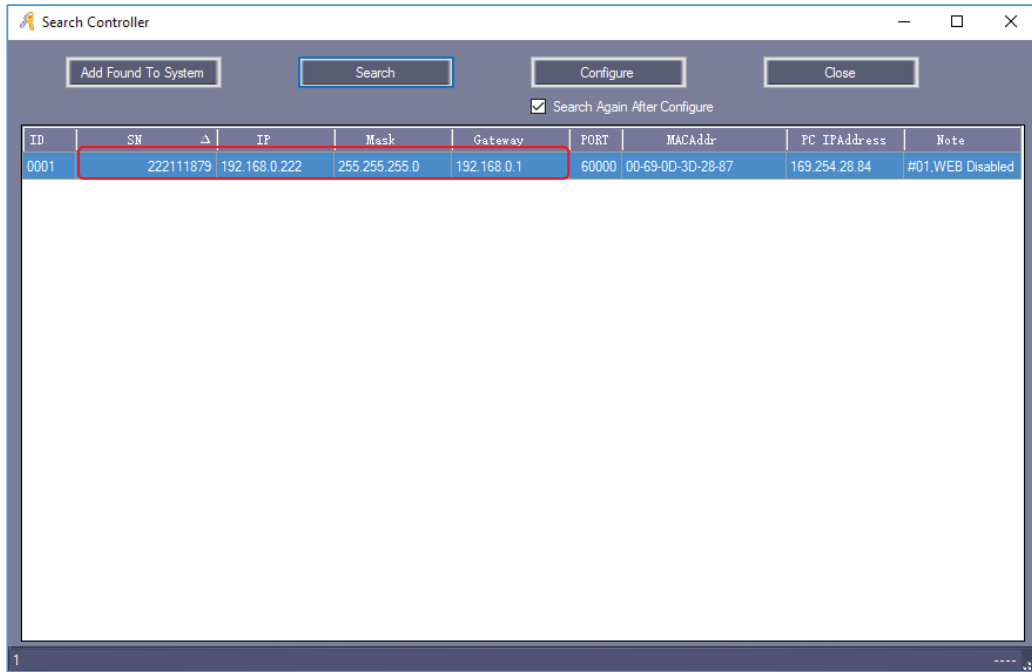 Search Controller
Add Found To System Search Configure Close
Search Again After Configure
ID SN IP Mask Gateway PORT MACAddr PC IPAddress Note
0001 222111879 192.168.0.222 255.255.255.0 192.168.0.1 60000 00-69-0D-3D-28-87 169.254.28.84 #01,WEB Disabled
1 ----